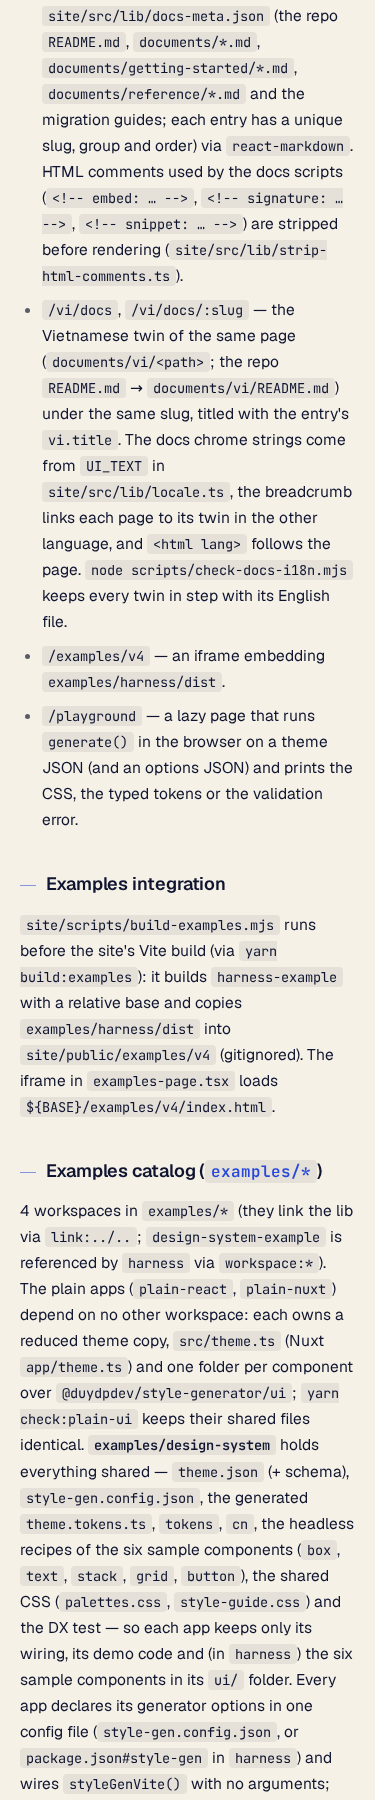 site/src/lib/docs-meta.json (the repo
README.md, documents/*.md,
documents/getting-started/*.md,
documents/reference/*.md and the
migration guides; each entry has a unique
slug, group and order) via react-markdown.
HTML comments used by the docs scripts
(<!-- embed: … -->, <!-- signature: …
-->, <!-- snippet: … -->) are stripped
before rendering (site/src/lib/strip-
html-comments.ts).
• /vi/docs, /vi/docs/:slug — the
Vietnamese twin of the same page
(documents/vi/<path>; the repo
README.md → documents/vi/README.md)
under the same slug, titled with the entry's
vi.title. The docs chrome strings come
from UI_TEXT in
site/src/lib/locale.ts, the breadcrumb
links each page to its twin in the other
language, and <html lang> follows the
page. node scripts/check-docs-i18n.mjs
keeps every twin in step with its English
file.
• /examples/v4 — an iframe embedding
examples/harness/dist.
• /playground — a lazy page that runs
generate() in the browser on a theme
JSON (and an options JSON) and prints the
CSS, the typed tokens or the validation
error.
— Examples integration
site/scripts/build-examples.mjs runs
before the site's Vite build (via yarn
build:examples): it builds harness-example
with a relative base and copies
examples/harness/dist into
site/public/examples/v4 (gitignored). The
iframe in examples-page.tsx loads
${BASE}/examples/v4/index.html.
— Examples catalog (examples/*)
4 workspaces in examples/* (they link the lib
via link:../..; design-system-example is
referenced by harness via workspace:*).
The plain apps (plain-react, plain-nuxt)
depend on no other workspace: each owns a
reduced theme copy, src/theme.ts (Nuxt
app/theme.ts) and one folder per component
over @duydpdev/style-generator/ui; yarn
check:plain-ui keeps their shared files
identical. examples/design-system holds
everything shared — theme.json (+ schema),
style-gen.config.json, the generated
theme.tokens.ts, tokens, cn, the headless
recipes of the six sample components (box,
text, stack, grid, button), the shared
CSS (palettes.css, style-guide.css) and
the DX test — so each app keeps only its
wiring, its demo code and (in harness) the six
sample components in its ui/ folder. Every
app declares its generator options in one
config file (style-gen.config.json, or
package.json#style-gen in harness) and
wires styleGenVite() with no arguments;